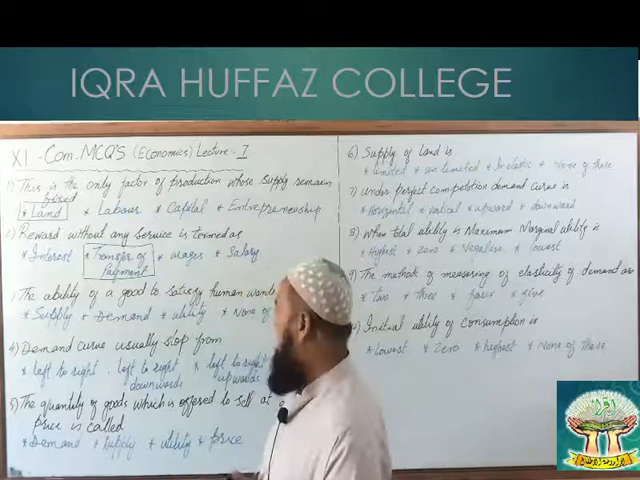 IQRA HUFFAZ COLLEGE
XI - Com. MCQ'S (Economics) Lecture - I
1) This is the only factor of production whose supply remain
fixed
* Land * Labour * Capital * Entrepreneurship
2) Reward without any service is termed as
* Interest * Transfer of * wages * Salary
payment
3) The ability of a good to satisfy human want
* Supply * Demand * utility * None of
4) Demand curve usually slop from
* left to right * left to right * left to right
downwards upwards
5) The quantity of goods which is offered to sell at a
price is called
* Demand * supply * utility * price
6) Supply of land is
* limited * un limited * Inelastic * None of these
7) Under perfect competition demand curve is
* Horizontal * vertical * upward * downward
8) When total utility is Maximum Marginal utility is
* Highest * Zero * Negative * lowest
9) The methods of measuring of elasticity of demand are
* Two * three * four * five
10) Initial utility of consumption is
* Lowest * Zero * highest * None of these